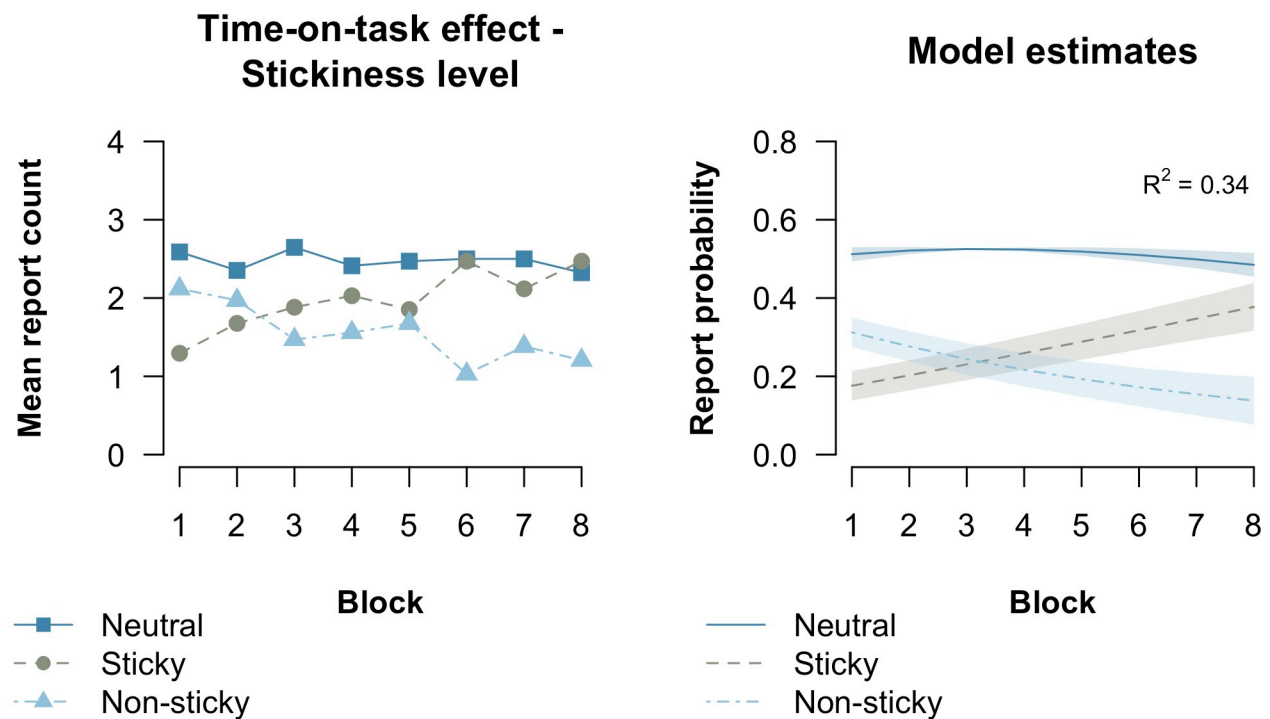 Time-on-task effect -
Stickiness level
Mean report count
4
3
2
1
0
1 2 3 4 5 6 7 8
Block
Neutral
Sticky
Non-sticky
Model estimates
Report probability
0.8
0.6
0.4
0.2
0.0
R² = 0.34
1 2 3 4 5 6 7 8
Block
Neutral
Sticky
Non-sticky